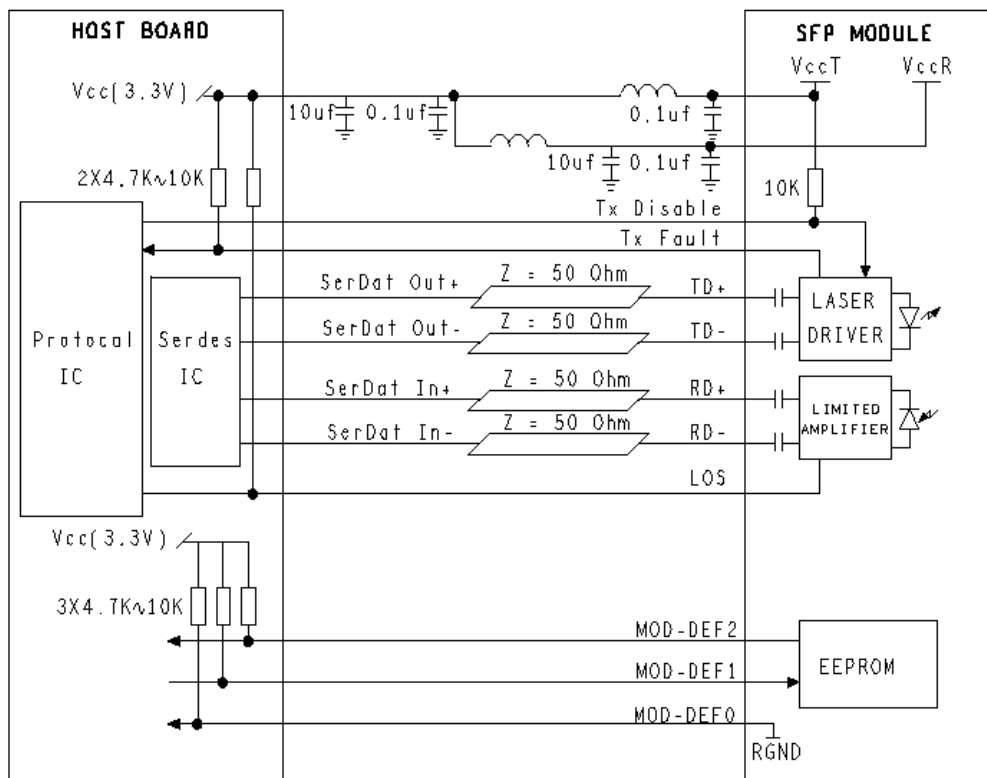 HOST BOARD
SFP MODULE
VccT
VccR
Vcc(3.3V)
10uf
0.1uf
0.1uf
10uf
0.1uf
2X4.7K∿10K
10K
Tx Disable
Tx Fault
SerDat Out+
Z = 50 Ohm
TD+
SerDat Out-
Z = 50 Ohm
TD-
LASER
DRIVER
Protocal
IC
Serdes
IC
SerDat In+
Z = 50 Ohm
RD+
SerDat In-
Z = 50 Ohm
RD-
LIMITED
AMPLIFIER
LOS
Vcc(3.3V)
3X4.7K∿10K
MOD-DEF2
MOD-DEF1
MOD-DEF0
EEPROM
RGND